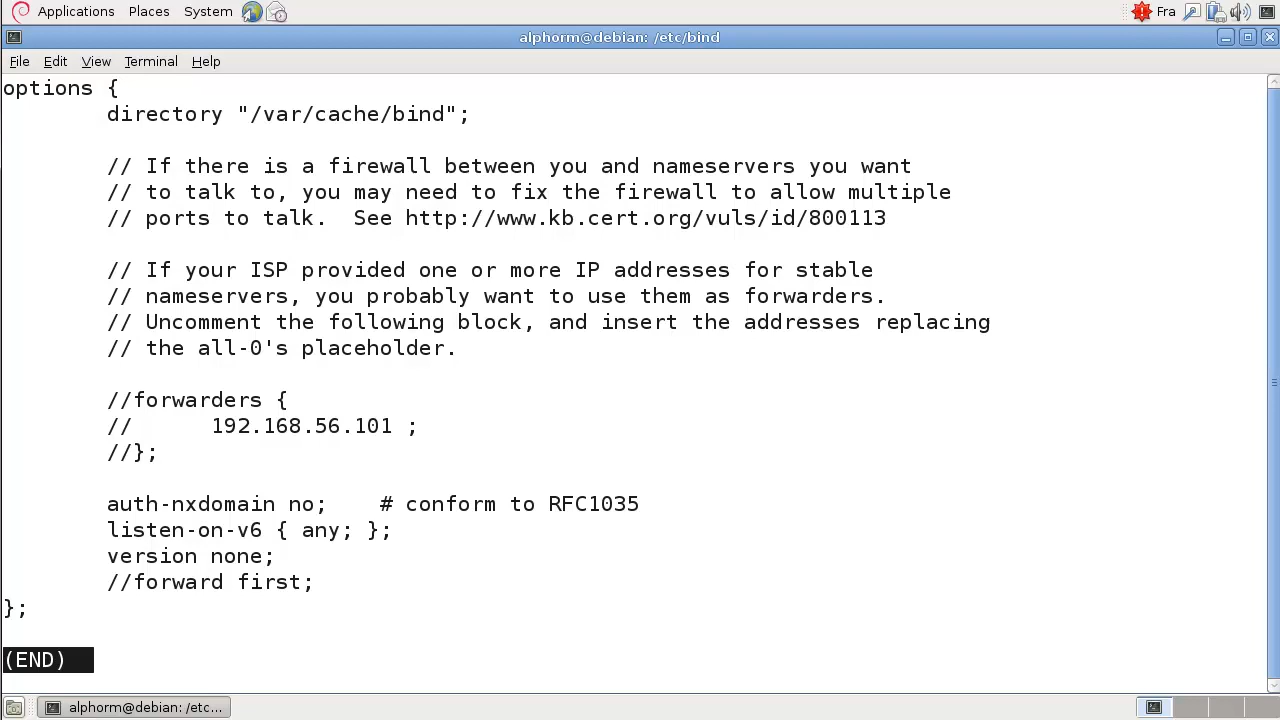 Applications Places System Fra
alphorm@debian: /etc/bind
File Edit View Terminal Help
options {
        directory "/var/cache/bind";

        // If there is a firewall between you and nameservers you want
        // to talk to, you may need to fix the firewall to allow multiple
        // ports to talk.  See http://www.kb.cert.org/vuls/id/800113

        // If your ISP provided one or more IP addresses for stable
        // nameservers, you probably want to use them as forwarders.
        // Uncomment the following block, and insert the addresses replacing
        // the all-0's placeholder.

        //forwarders {
        //      192.168.56.101 ;
        //};

        auth-nxdomain no;    # conform to RFC1035
        listen-on-v6 { any; };
        version none;
        //forward first;
};

(END)
alphorm@debian: /etc...